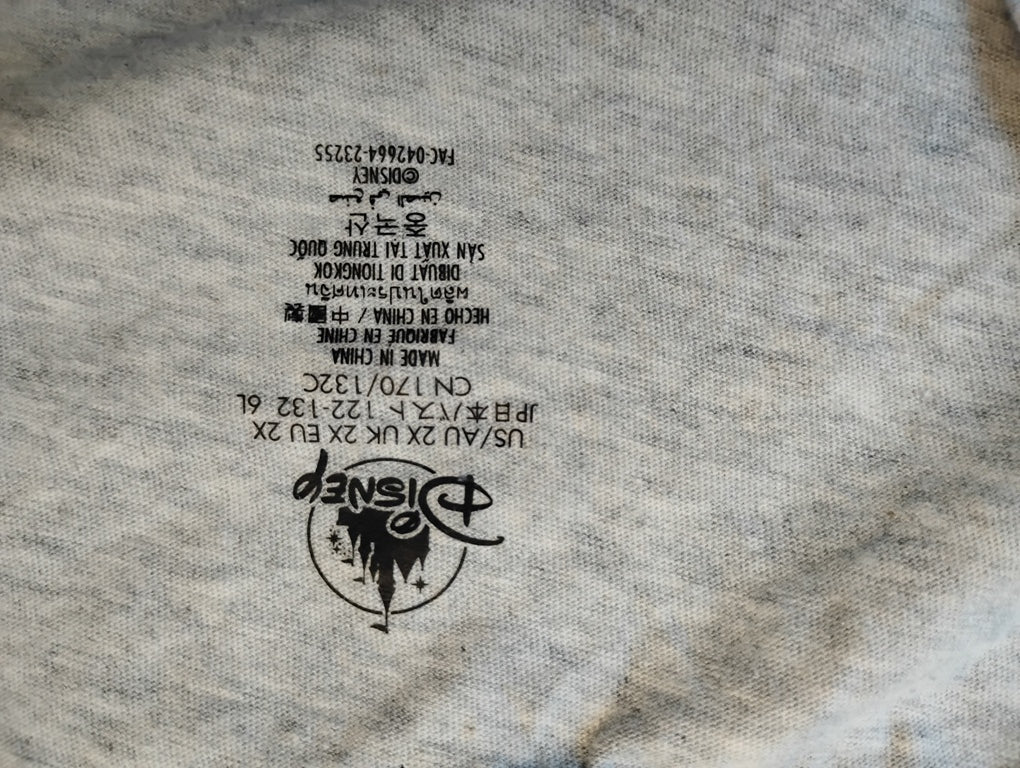 Disney
US/AU 2X UK 2X EU 2X
JP日本バスト 122-132 6L
CN 170/132C
MADE IN CHINA
FABRIQUÉ EN CHINE
HECHO EN CHINA / 中國製
ผลิตในประเทศจีน
DIBUAT DI TIONGKOK
SẢN XUẤT TẠI TRUNG QUỐC
중국산
صنع في الصين
©DISNEY
FAC-042664-23255